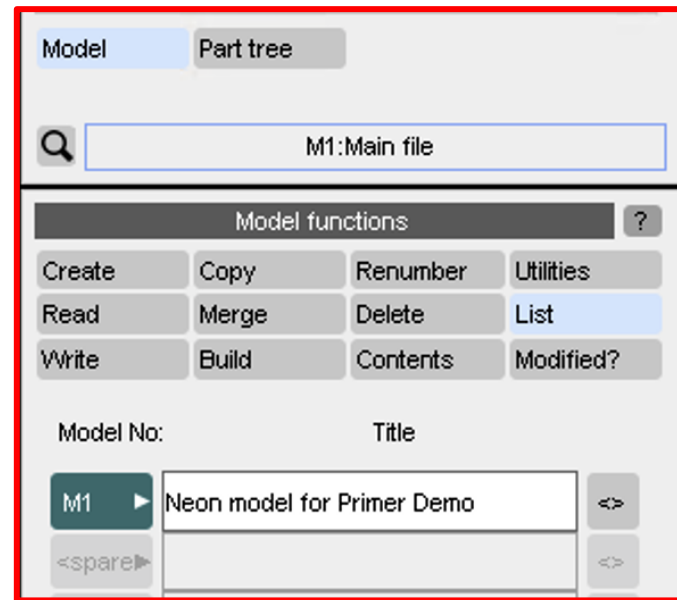 Model Part tree
M1:Main file
Model functions ?
Create Copy Renumber Utilities
Read Merge Delete List
Write Build Contents Modified?
Model No: Title
M1 Neon model for Primer Demo <>
<spare <>